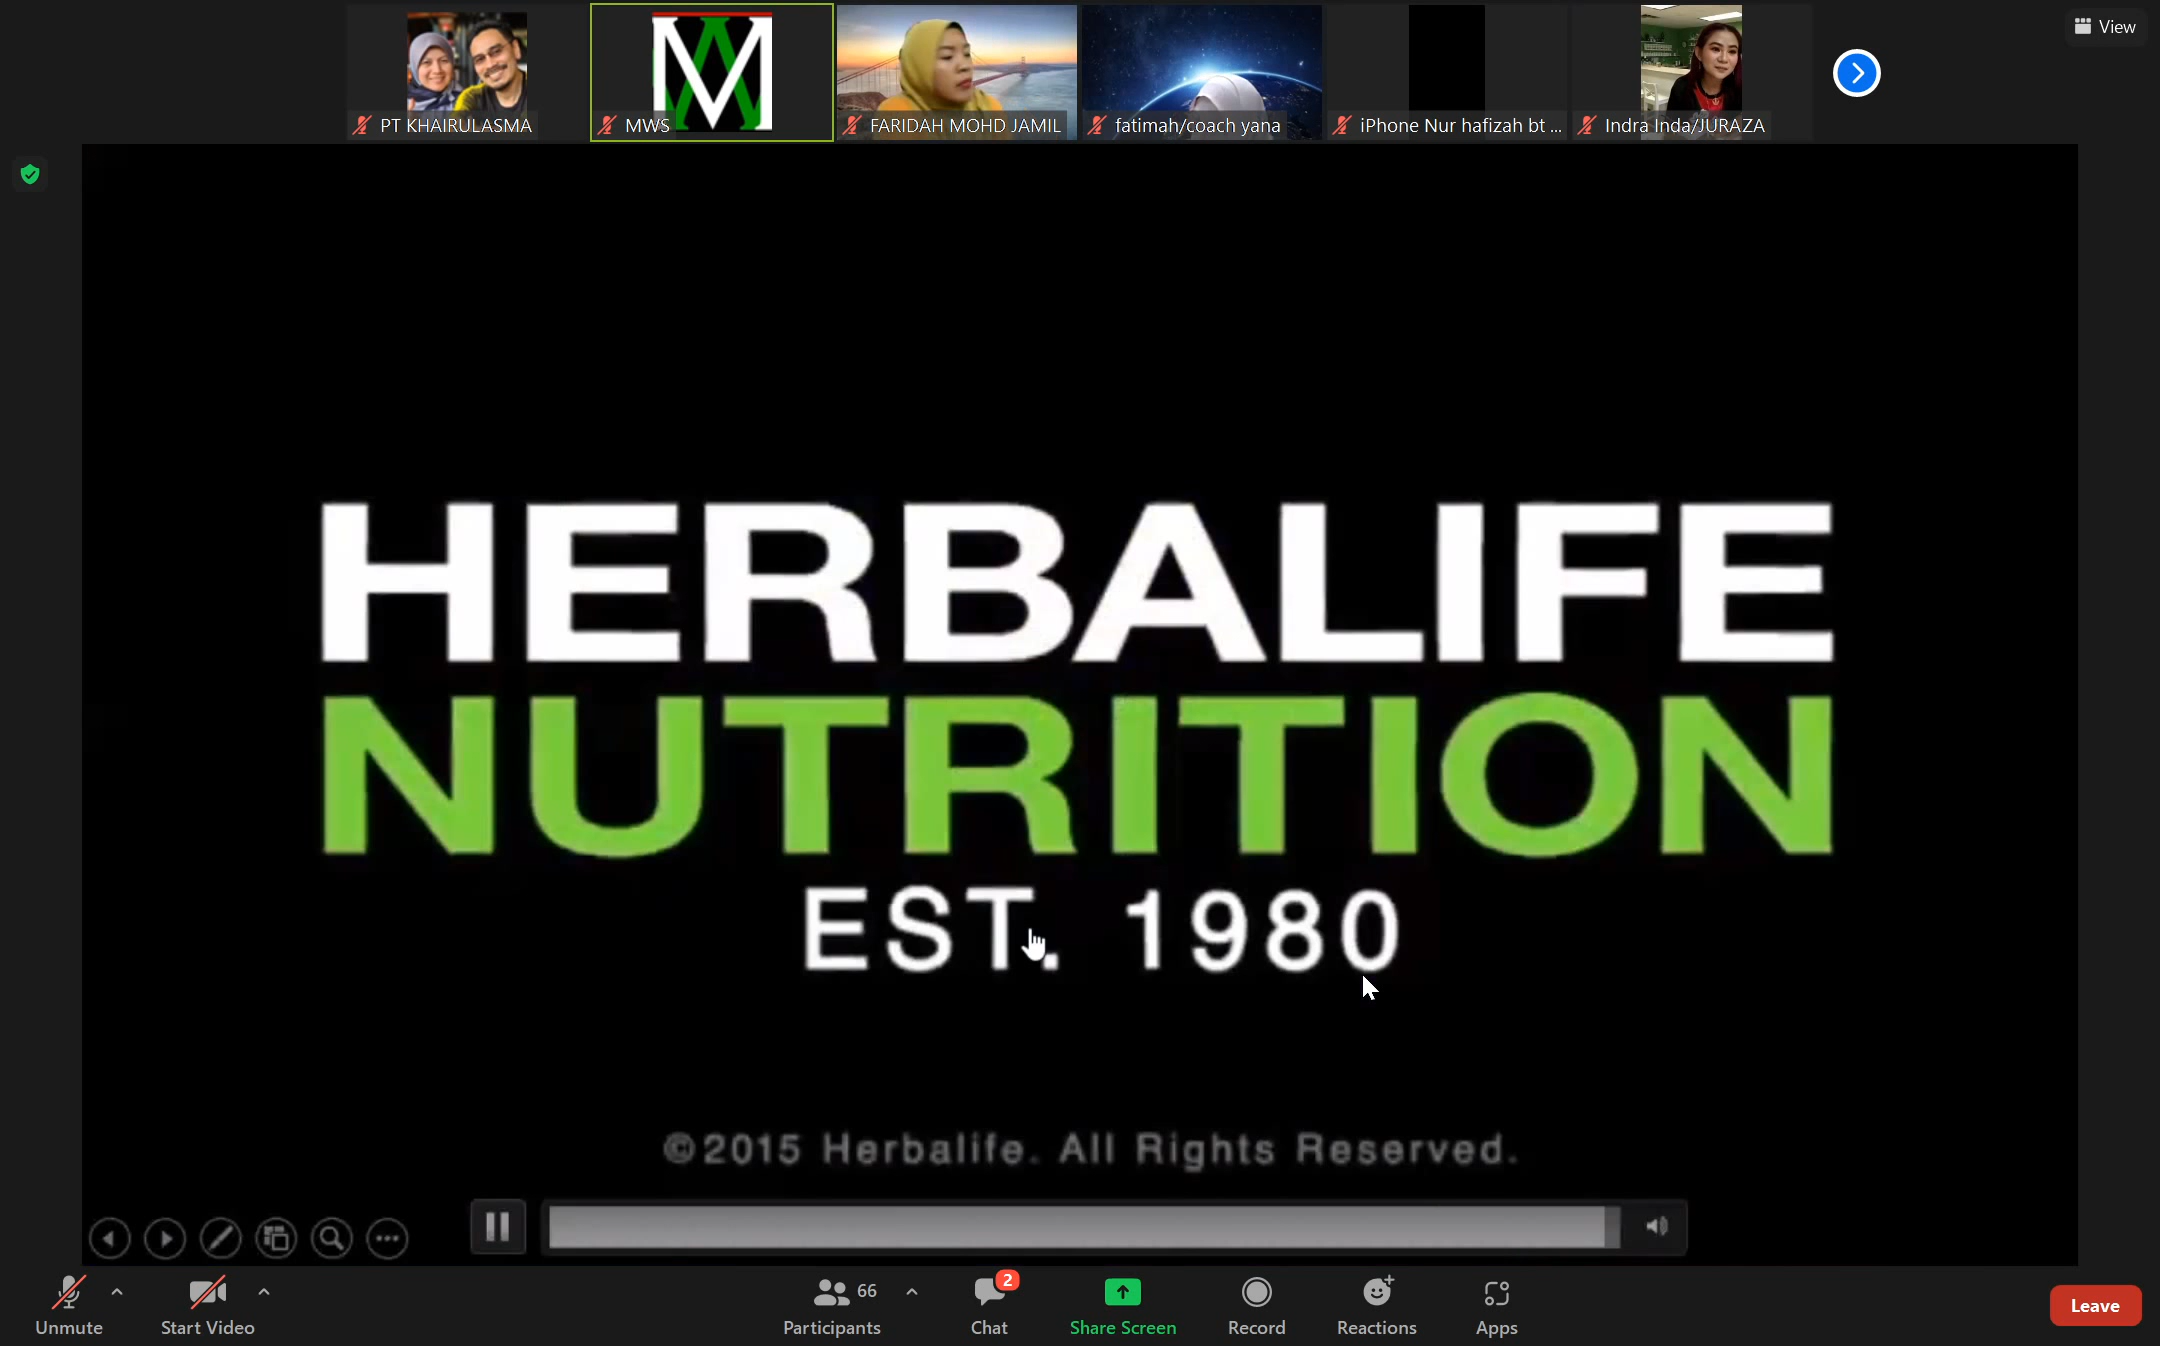 View
PT KHAIRULASMA
MWS
FARIDAH MOHD JAMIL
fatimah/coach yana
iPhone Nur hafizah bt ...
Indra Inda/JURAZA
HERBALIFE
NUTRITION
EST. 1980
©2015 Herbalife. All Rights Reserved.
Unmute
Start Video
66
Participants
2
Chat
Share Screen
Record
Reactions
Apps
Leave